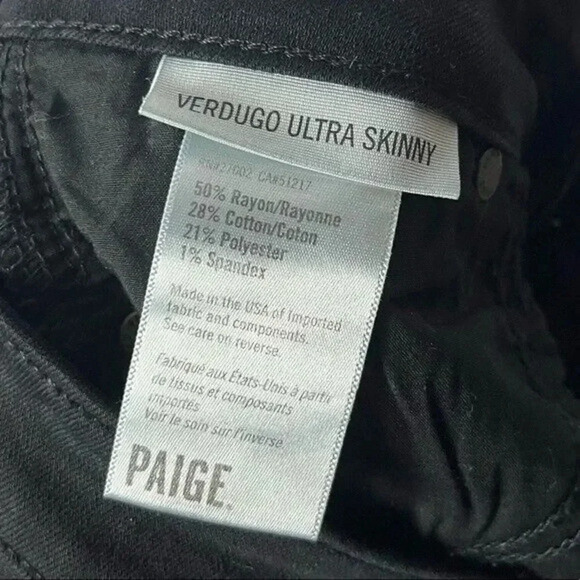 VERDUGO ULTRA SKINNY
CA#51217
50% Rayon/Rayonne
28% Cotton/Coton
21% Polyester
1% Spandex
Made in the USA of imported
fabric and components.
See care on reverse.
Fabriqué aux États-Unis à partir
de tissus et composants
importés.
Voir le soin sur l'inverse.
PAIGE.